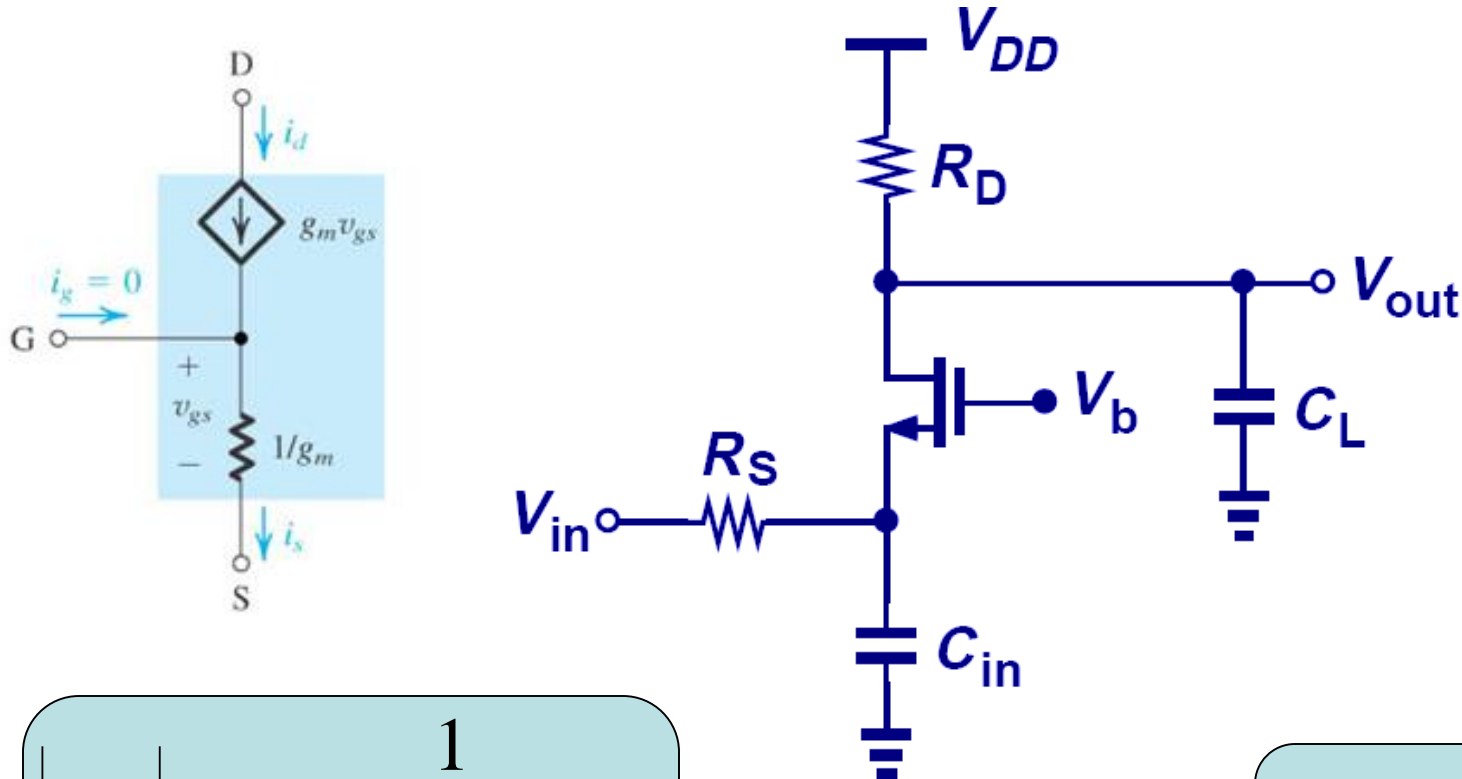 D
i_d
g_m v_gs
i_g = 0
G
+
v_gs
−
1/g_m
i_s
S
V_DD
R_D
V_out
V_b
C_L
R_S
V_in
C_in
1